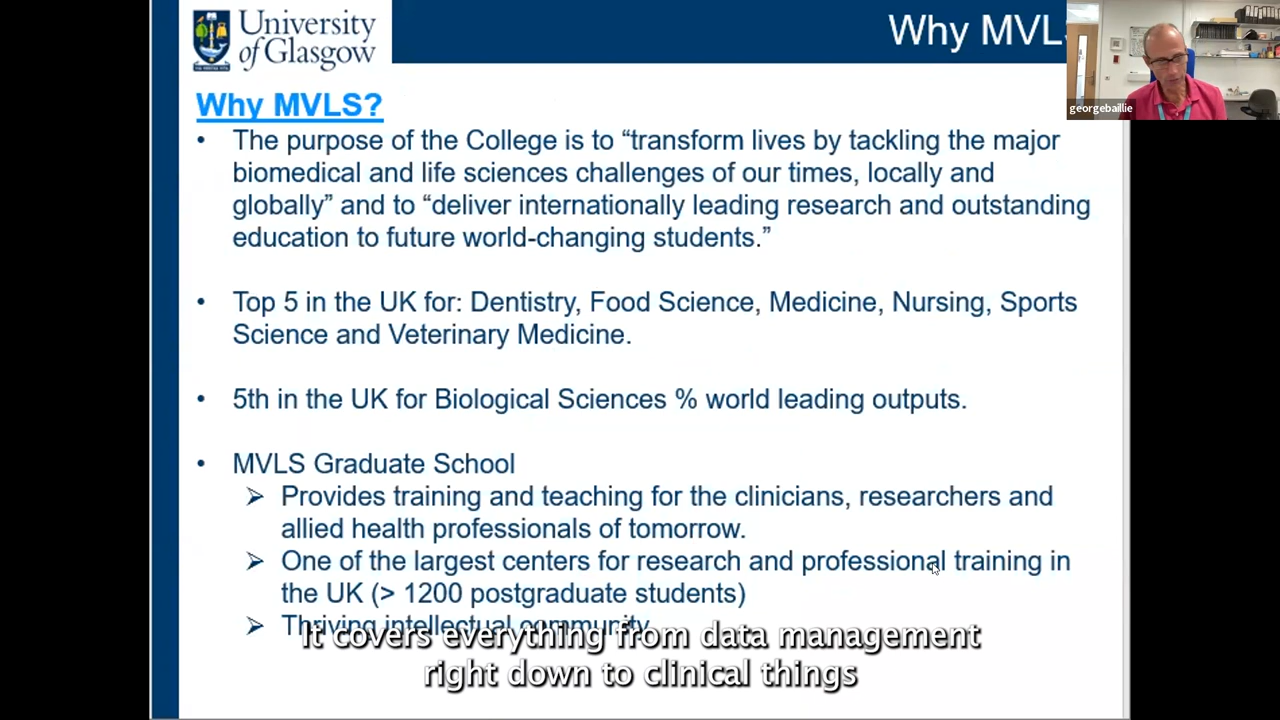 University
of Glasgow
Why MVL
georgebaillie
Why MVLS?
• The purpose of the College is to “transform lives by tackling the major
biomedical and life sciences challenges of our times, locally and
globally” and to “deliver internationally leading research and outstanding
education to future world-changing students.”
• Top 5 in the UK for: Dentistry, Food Science, Medicine, Nursing, Sports
Science and Veterinary Medicine.
• 5th in the UK for Biological Sciences % world leading outputs.
• MVLS Graduate School
➢ Provides training and teaching for the clinicians, researchers and
allied health professionals of tomorrow.
➢ One of the largest centers for research and professional training in
the UK (> 1200 postgraduate students)
➢ Thriving intellectual community
It covers everything from data management
right down to clinical things